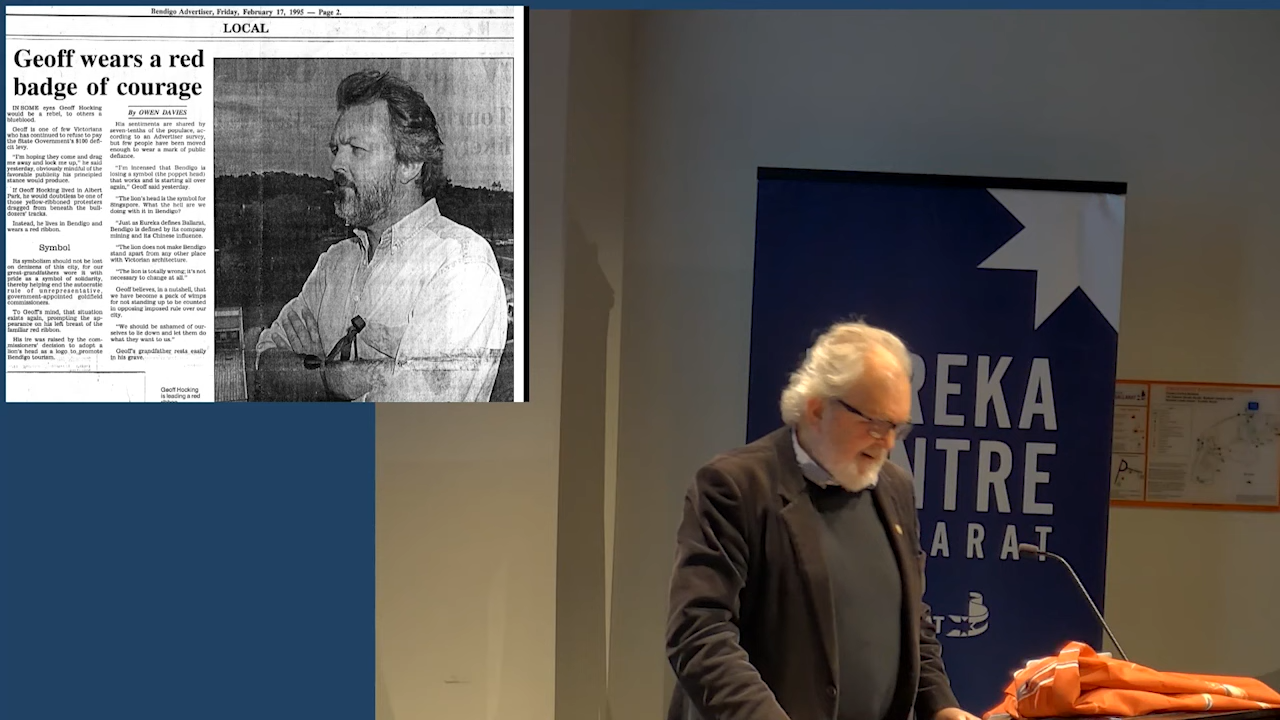 Bendigo Advertiser, Friday, February 17, 1995 — Page 2.
LOCAL
Geoff wears a red
badge of courage
IN SOME eyes Geoff Hocking
would be a rebel, to others a
blueblood.
Geoff is one of few Victorians
who has continued to refuse to pay
the State Government's $100 defi-
cit levy.
"I'm hoping they come and drag
me away and lock me up," he said
yesterday, obviously mindful of the
favorable publicity his principled
stance would produce.
If Geoff Hocking lived in Albert
Park, he would doubtless be one of
those yellow-ribboned protesters
dragged from beneath the bull-
dozers' tracks.
Instead, he lives in Bendigo and
wears a red ribbon.
Symbol
Its symbolism should not be lost
on denizens of this city, for our
great-grandfathers wore it with
pride as a symbol of solidarity,
thereby helping end the autocratic
rule of unrepresentative,
government-appointed goldfield
commissioners.
To Geoff's mind, that situation
exists again, prompting the ap-
pearance on his left breast of the
familiar red ribbon.
His ire was raised by the com-
missioners' decision to adopt a
lion's head as a logo to promote
Bendigo tourism.
By OWEN DAVIES
His sentiments are shared by
seven-tenths of the populace, ac-
cording to an Advertiser survey,
but few people have been moved
enough to wear a mark of public
defiance.
"I'm incensed that Bendigo is
losing a symbol (the poppet head)
that works and is starting all over
again," Geoff said yesterday.
"The lion's head is the symbol for
Singapore. What the hell are we
doing with it in Bendigo?
"Just as Eureka defines Ballarat,
Bendigo is defined by its company
mining and its Chinese influence.
"The lion does not make Bendigo
stand apart from any other place
with Victorian architecture.
"The lion is totally wrong; it's not
necessary to change at all."
Geoff believes, in a nutshell, that
we have become a pack of wimps
for not standing up to be counted
in opposing imposed rule over our
city.
"We should be ashamed of our-
selves to lie down and let them do
what they want to us."
Geoff's grandfather rests easily
in his grave.
Geoff Hocking
is leading a red
EKA
NTRE
ARAT
T